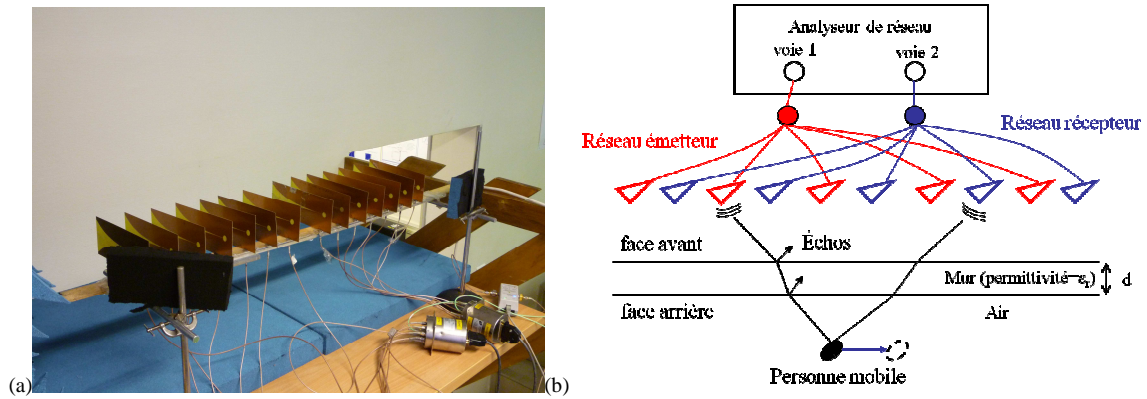 Analyseur de réseau
voie 1
voie 2
Réseau émetteur
Réseau récepteur
face avant
Échos
Mur (permittivité=εr)
d
face arrière
Air
Personne mobile
(a)
(b)